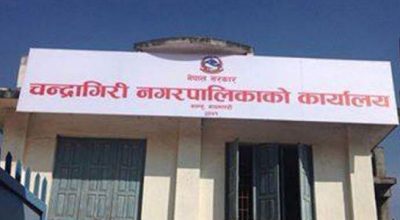 नेपाल सरकार
चन्द्रागिरी नगरपालिकाको कार्यालय